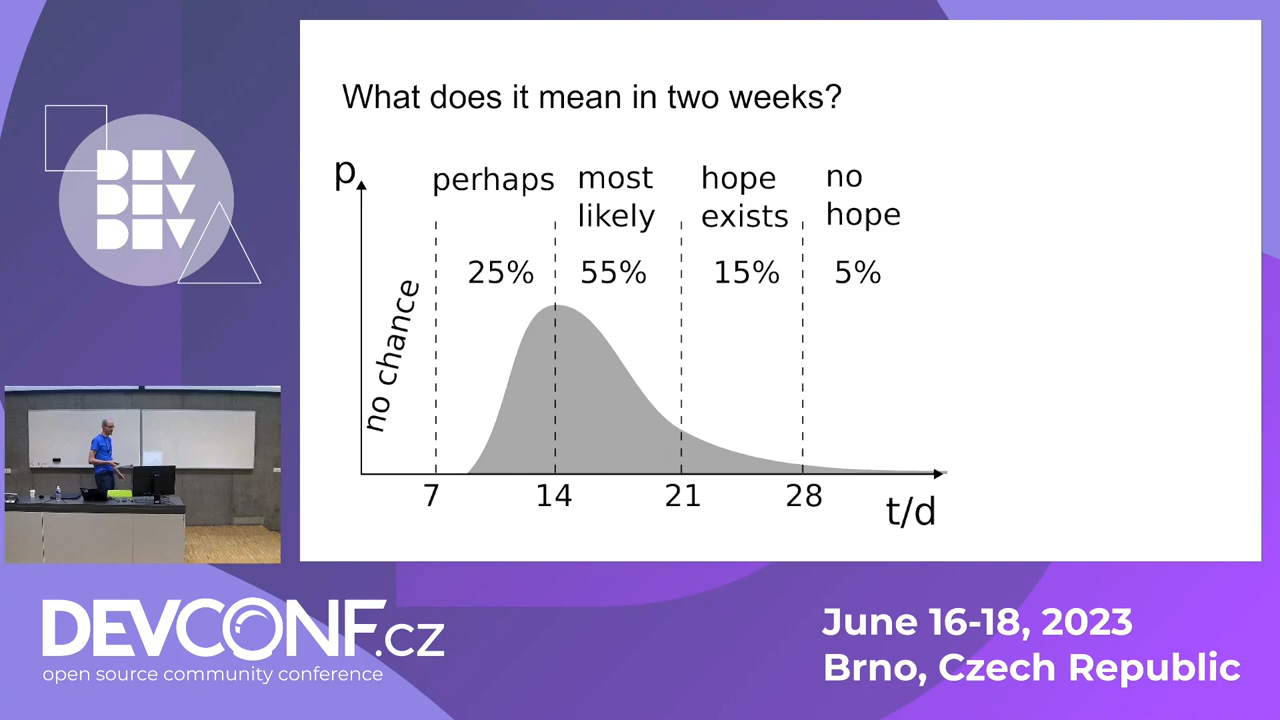 What does it mean in two weeks?
p
perhaps
most
likely
hope
exists
no
hope
25%
55%
15%
5%
no chance
7
14
21
28
t/d
DEV
DEV
DEV
DEVCONF.cz
open source community conference
June 16-18, 2023
Brno, Czech Republic